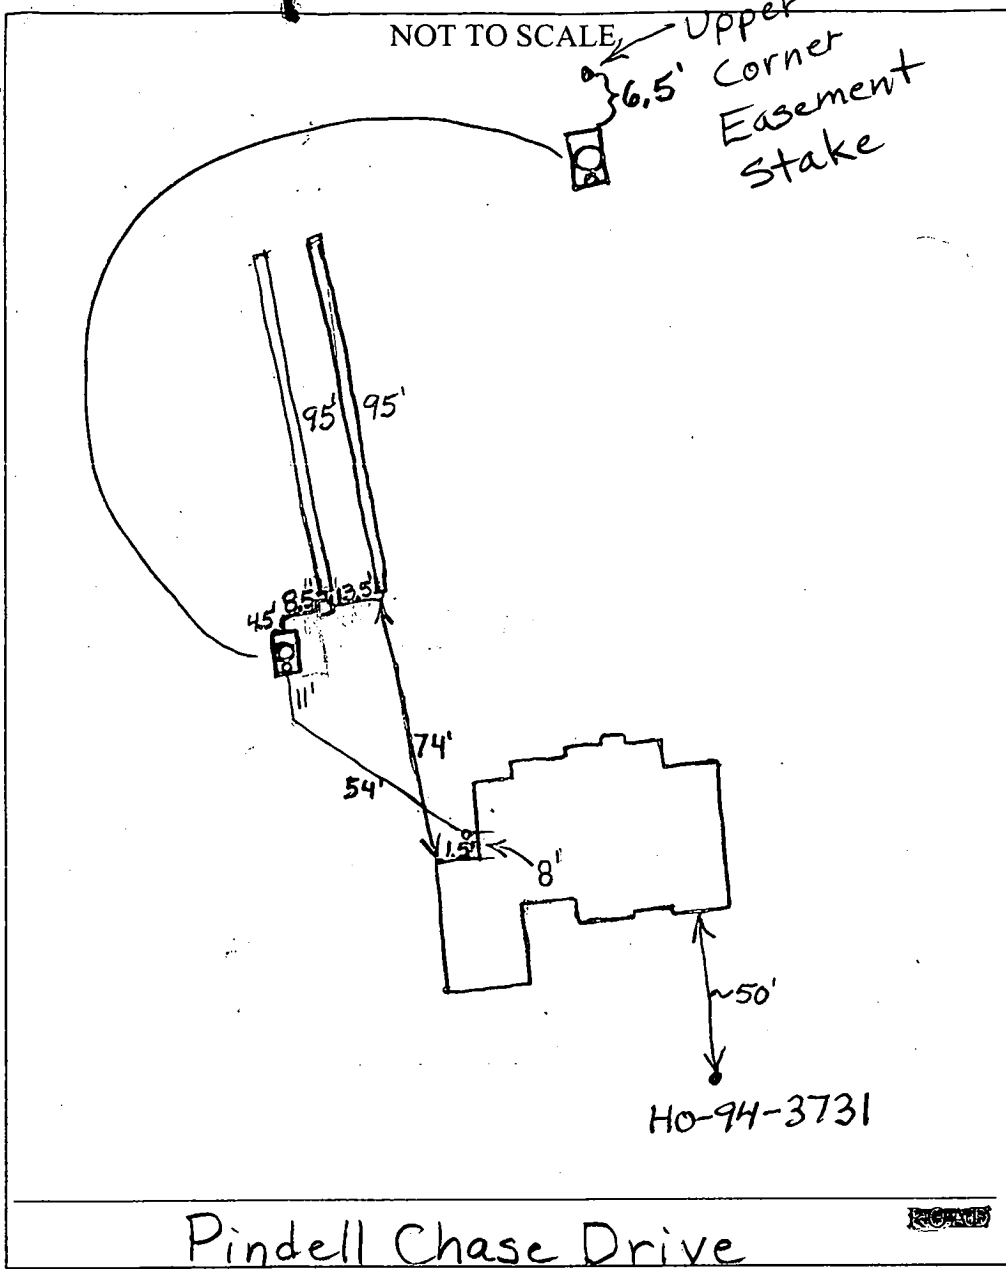 NOT TO SCALE
Upper
Corner
Easement
Stake
6.5'
95'
95'
8.5'
13.5'
4.5'
11'
74'
54'
1.5'
8'
~50'
HO-94-3731
Pindell Chase Drive